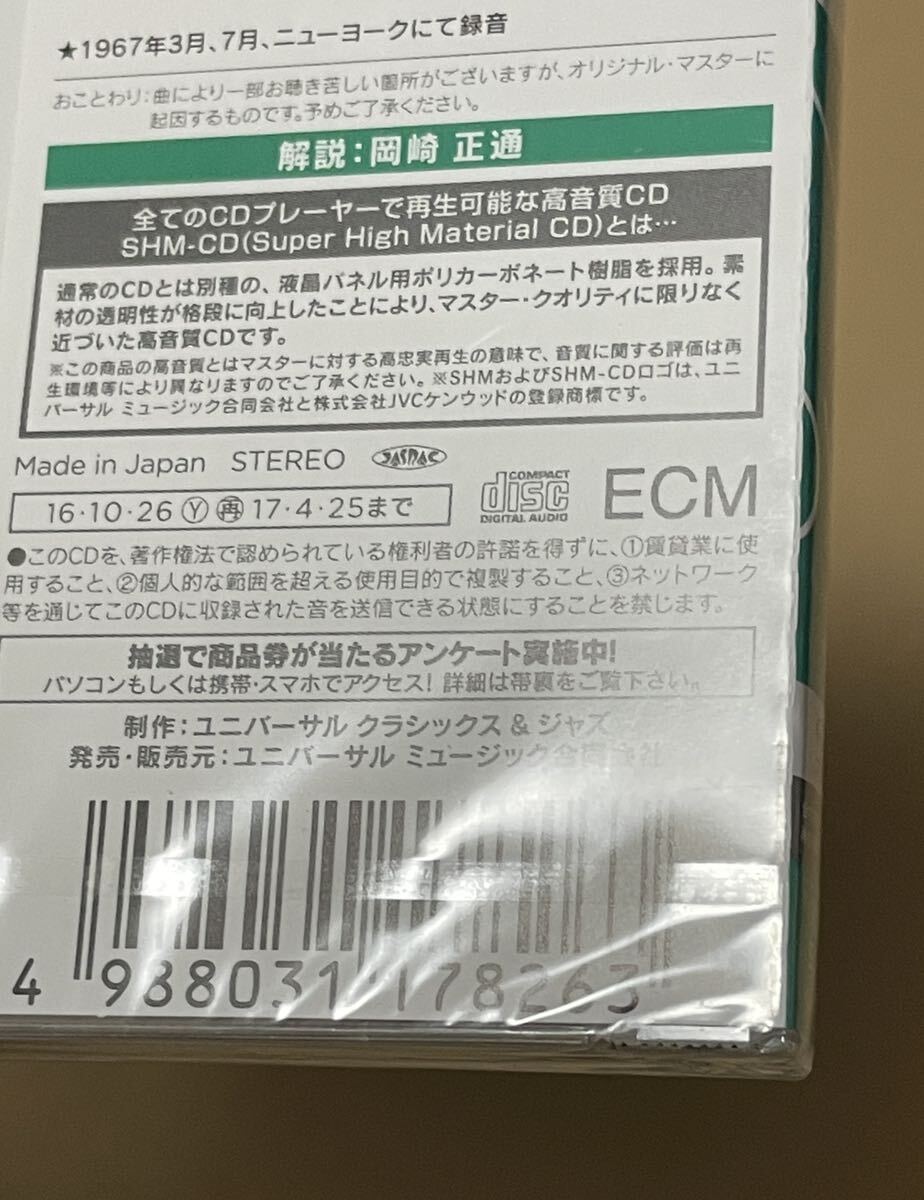 ★1967年3月、7月、ニューヨークにて録音
おことわり：曲により一部お聴き苦しい箇所がございますが、オリジナル・マスターに
起因するものです。予めご了承ください。
解説：岡崎 正通
全てのCDプレーヤーで再生可能な高音質CD
SHM-CD(Super High Material CD)とは…
通常のCDとは別種の、液晶パネル用ポリカーボネート樹脂を採用。素
材の透明性が格段に向上したことにより、マスター・クオリティに限りなく
近づいた高音質CDです。
※この商品の高音質とはマスターに対する高忠実再生の意味で、音質に関する評価は再
生環境等により異なりますのでご了承ください。※SHMおよびSHM-CDロゴは、ユニ
バーサル ミュージック合同会社と株式会社JVCケンウッドの登録商標です。
Made in Japan STEREO JASRAC
16・10・26 Ⓨ ㊢ 17・4・25まで
COMPACT disc DIGITAL AUDIO
ECM
●このCDを、著作権法で認められている権利者の許諾を得ずに、①賃貸業に使
用すること、②個人的な範囲を超える使用目的で複製すること、③ネットワーク
等を通じてこのCDに収録された音を送信できる状態にすることを禁じます。
抽選で商品券が当たるアンケート実施中！
パソコンもしくは携帯・スマホでアクセス！ 詳細は帯裏をご覧下さい。
制作：ユニバーサル クラシックス & ジャズ
発売・販売元：ユニバーサル ミュージック合同会社
4 988031 178263